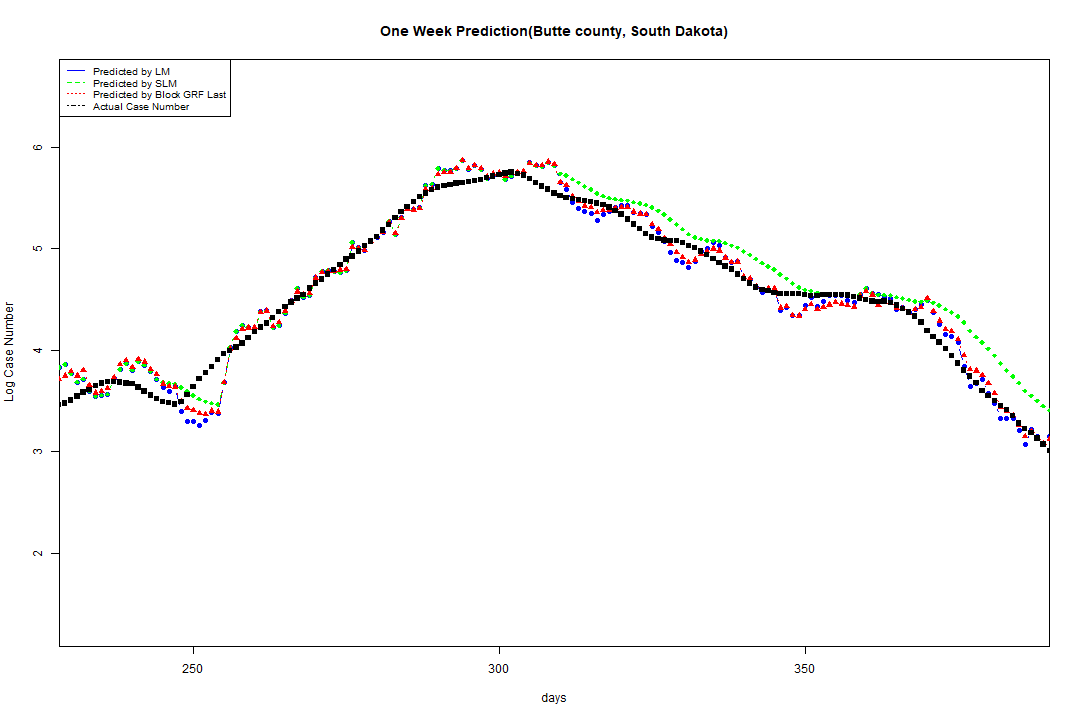 One Week Prediction(Butte county, South Dakota)
Predicted by LM
Predicted by SLM
Predicted by Block GRF Last
Actual Case Number
Log Case Number
6
5
4
3
2
250 300 350
days